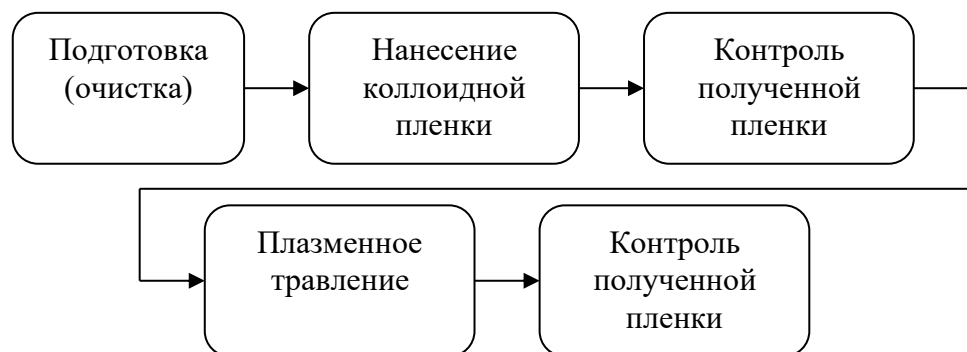 Подготовка
(очистка)
Нанесение
коллоидной
пленки
Контроль
полученной
пленки
Плазменное
травление
Контроль
полученной
пленки